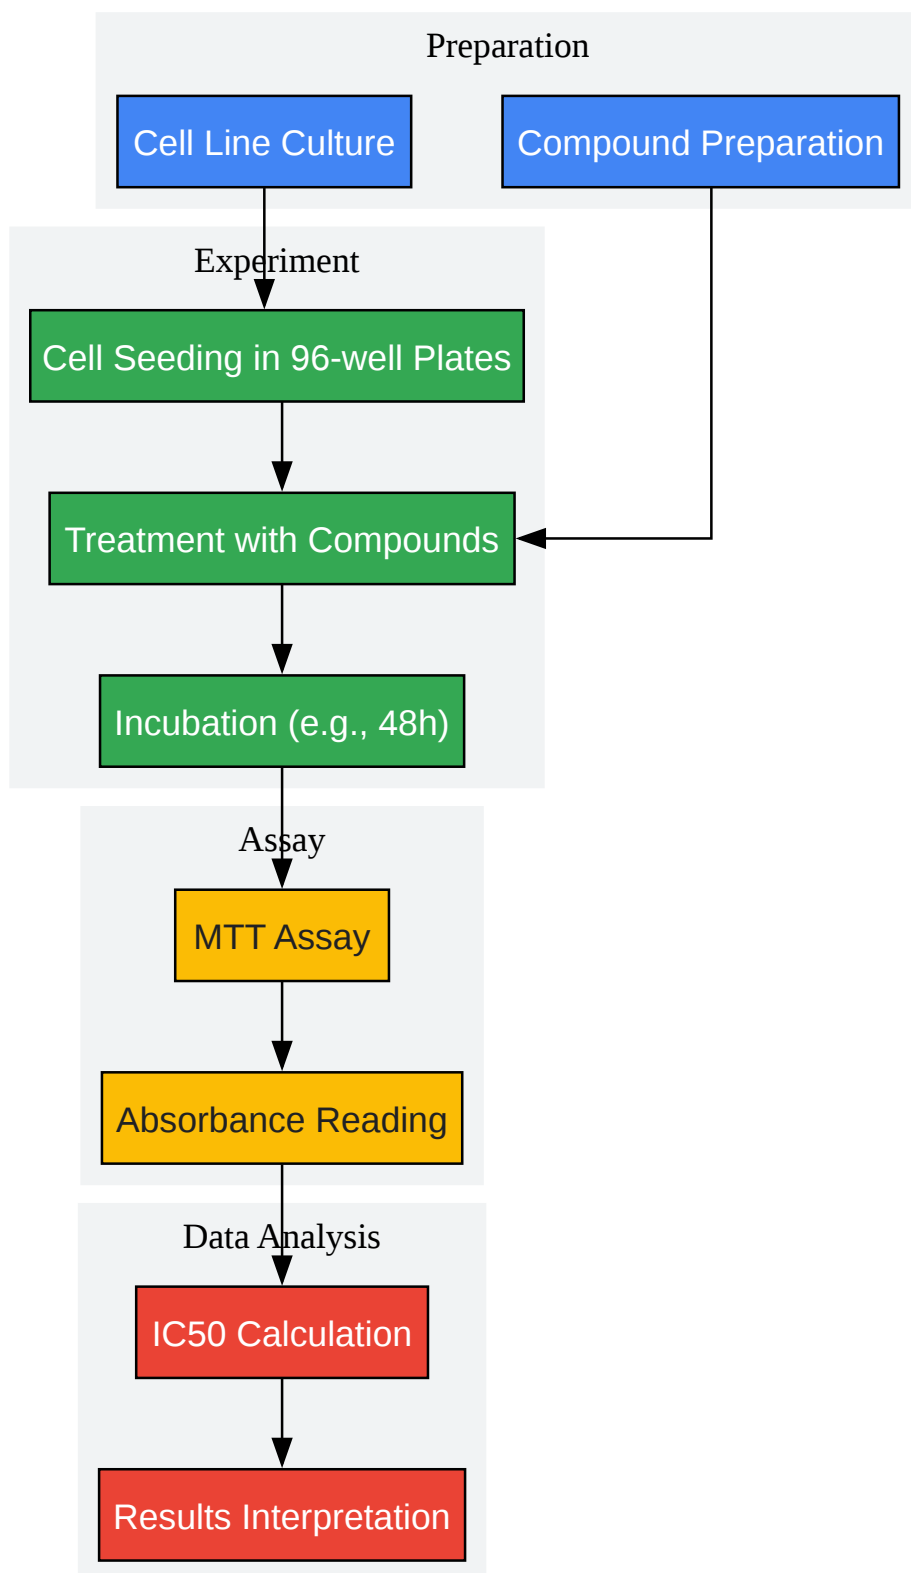 Preparation
Cell Line Culture
Compound Preparation
Experiment
Cell Seeding in 96-well Plates
Treatment with Compounds
Incubation (e.g., 48h)
Assay
MTT Assay
Absorbance Reading
Data Analysis
IC50 Calculation
Results Interpretation